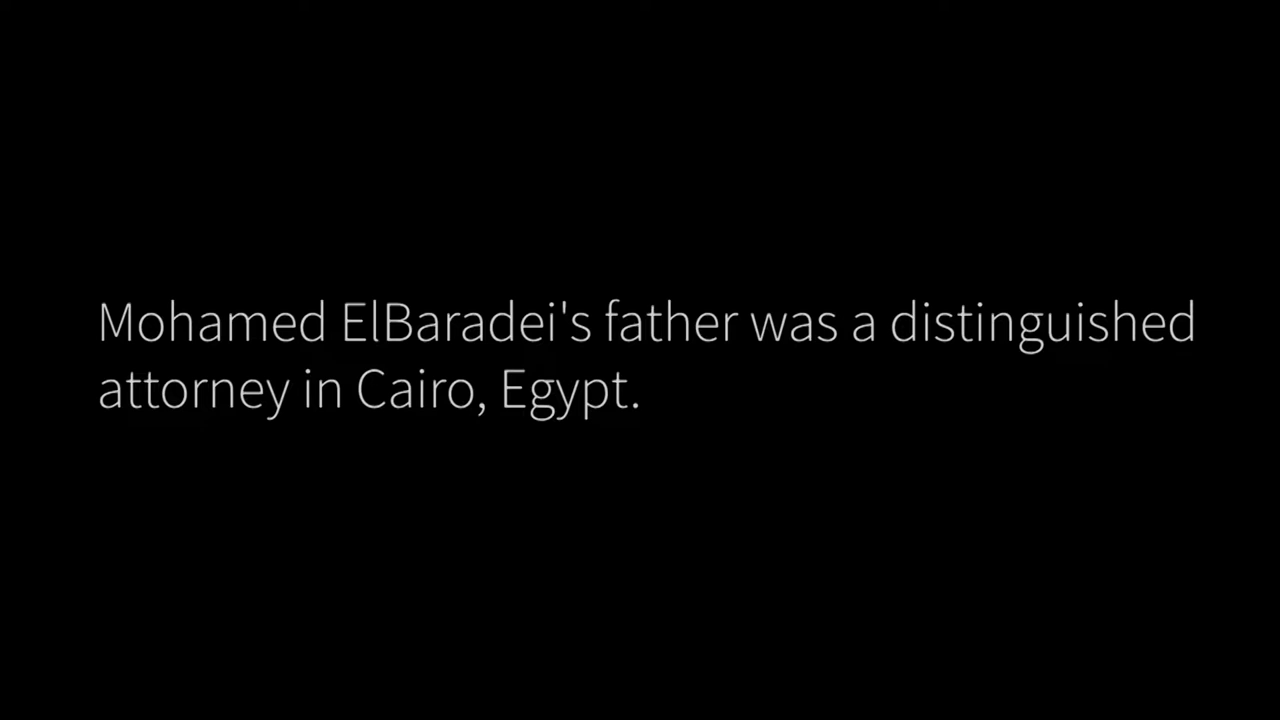 Mohamed ElBaradei's father was a distinguished
attorney in Cairo, Egypt.